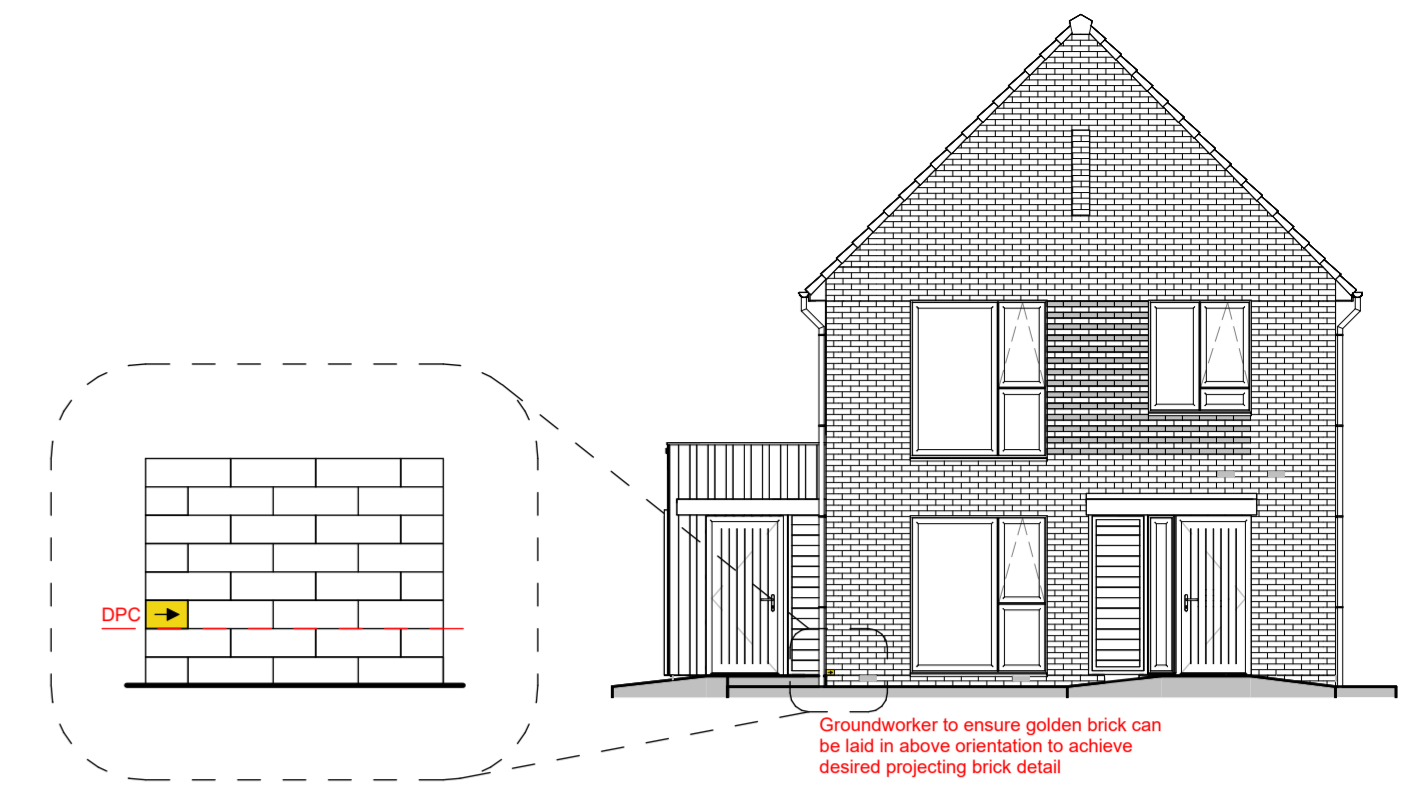 DPC
Groundworker to ensure golden brick can
be laid in above orientation to achieve
desired projecting brick detail